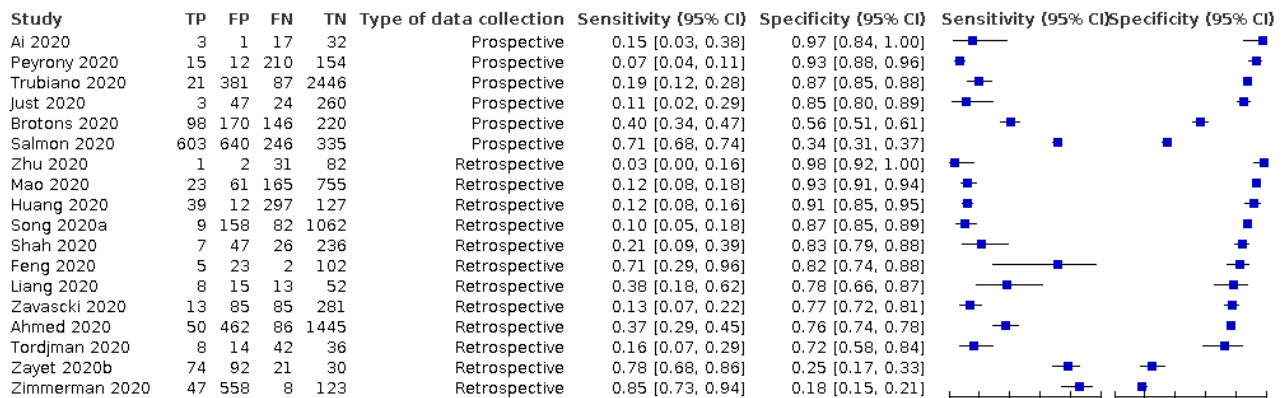 Study TP FP FN TN Type of data collection Sensitivity (95% CI) Specificity (95% CI) Sensitivity (95% CI) Specificity (95% CI)
Ai 2020 3 1 17 32 Prospective 0.15 [0.03, 0.38] 0.97 [0.84, 1.00]
Peyrony 2020 15 12 210 154 Prospective 0.07 [0.04, 0.11] 0.93 [0.88, 0.96]
Trubiano 2020 21 381 87 2446 Prospective 0.19 [0.12, 0.28] 0.87 [0.85, 0.88]
Just 2020 3 47 24 260 Prospective 0.11 [0.02, 0.29] 0.85 [0.80, 0.89]
Brotons 2020 98 170 146 220 Prospective 0.40 [0.34, 0.47] 0.56 [0.51, 0.61]
Salmon 2020 603 640 246 335 Prospective 0.71 [0.68, 0.74] 0.34 [0.31, 0.37]
Zhu 2020 1 2 31 82 Retrospective 0.03 [0.00, 0.16] 0.98 [0.92, 1.00]
Mao 2020 23 61 165 755 Retrospective 0.12 [0.08, 0.18] 0.93 [0.91, 0.94]
Huang 2020 39 12 297 127 Retrospective 0.12 [0.08, 0.16] 0.91 [0.85, 0.95]
Song 2020a 9 158 82 1062 Retrospective 0.10 [0.05, 0.18] 0.87 [0.85, 0.89]
Shah 2020 7 47 26 236 Retrospective 0.21 [0.09, 0.39] 0.83 [0.79, 0.88]
Feng 2020 5 23 2 102 Retrospective 0.71 [0.29, 0.96] 0.82 [0.74, 0.88]
Liang 2020 8 15 13 52 Retrospective 0.38 [0.18, 0.62] 0.78 [0.66, 0.87]
Zavascki 2020 13 85 85 281 Retrospective 0.13 [0.07, 0.22] 0.77 [0.72, 0.81]
Ahmed 2020 50 462 86 1445 Retrospective 0.37 [0.29, 0.45] 0.76 [0.74, 0.78]
Tordjman 2020 8 14 42 36 Retrospective 0.16 [0.07, 0.29] 0.72 [0.58, 0.84]
Zayet 2020b 74 92 21 30 Retrospective 0.78 [0.68, 0.86] 0.25 [0.17, 0.33]
Zimmerman 2020 47 558 8 123 Retrospective 0.85 [0.73, 0.94] 0.18 [0.15, 0.21]